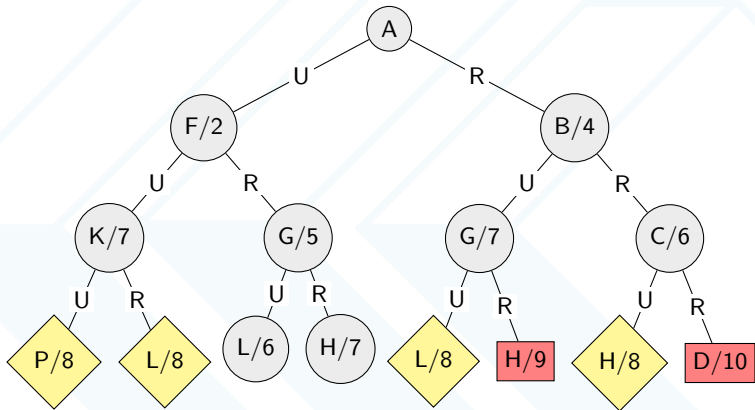 A
U R
F/2 B/4
U R U R
K/7 G/5 G/7 C/6
U R U R U R U R
P/8 L/8 L/6 H/7 L/8 H/9 H/8 D/10